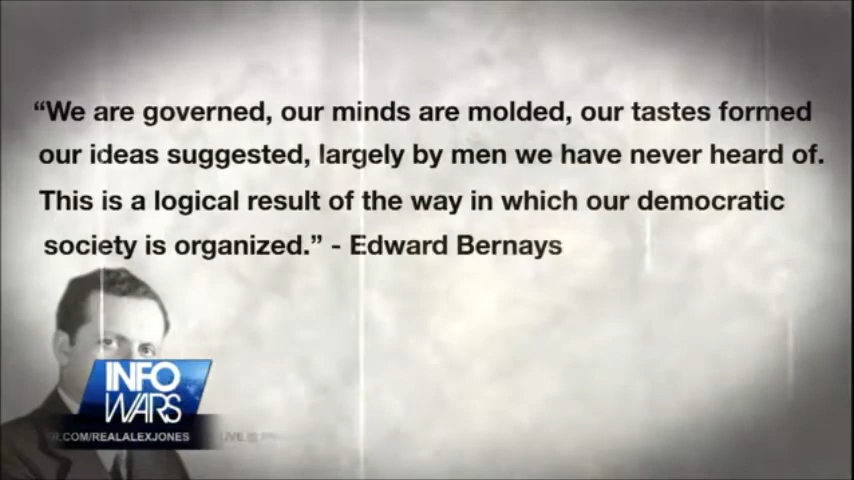 “We are governed, our minds are molded, our tastes formed
our ideas suggested, largely by men we have never heard of.
This is a logical result of the way in which our democratic
society is organized.” - Edward Bernays
INFO
WARS
.COM/REALALEXJONES